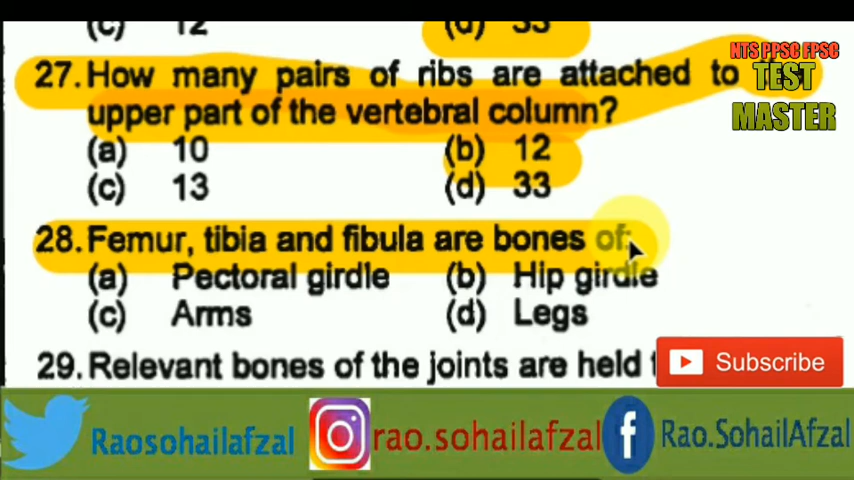 (c) 12 (d) 33
NTS PPSC FPSC
TEST
MASTER
27. How many pairs of ribs are attached to
upper part of the vertebral column?
(a) 10 (b) 12
(c) 13 (d) 33
28. Femur, tibia and fibula are bones of:
(a) Pectoral girdle (b) Hip girdle
(c) Arms (d) Legs
29. Relevant bones of the joints are held
Subscribe
Raosohailafzal rao.sohailafzal Rao.SohailAfzal